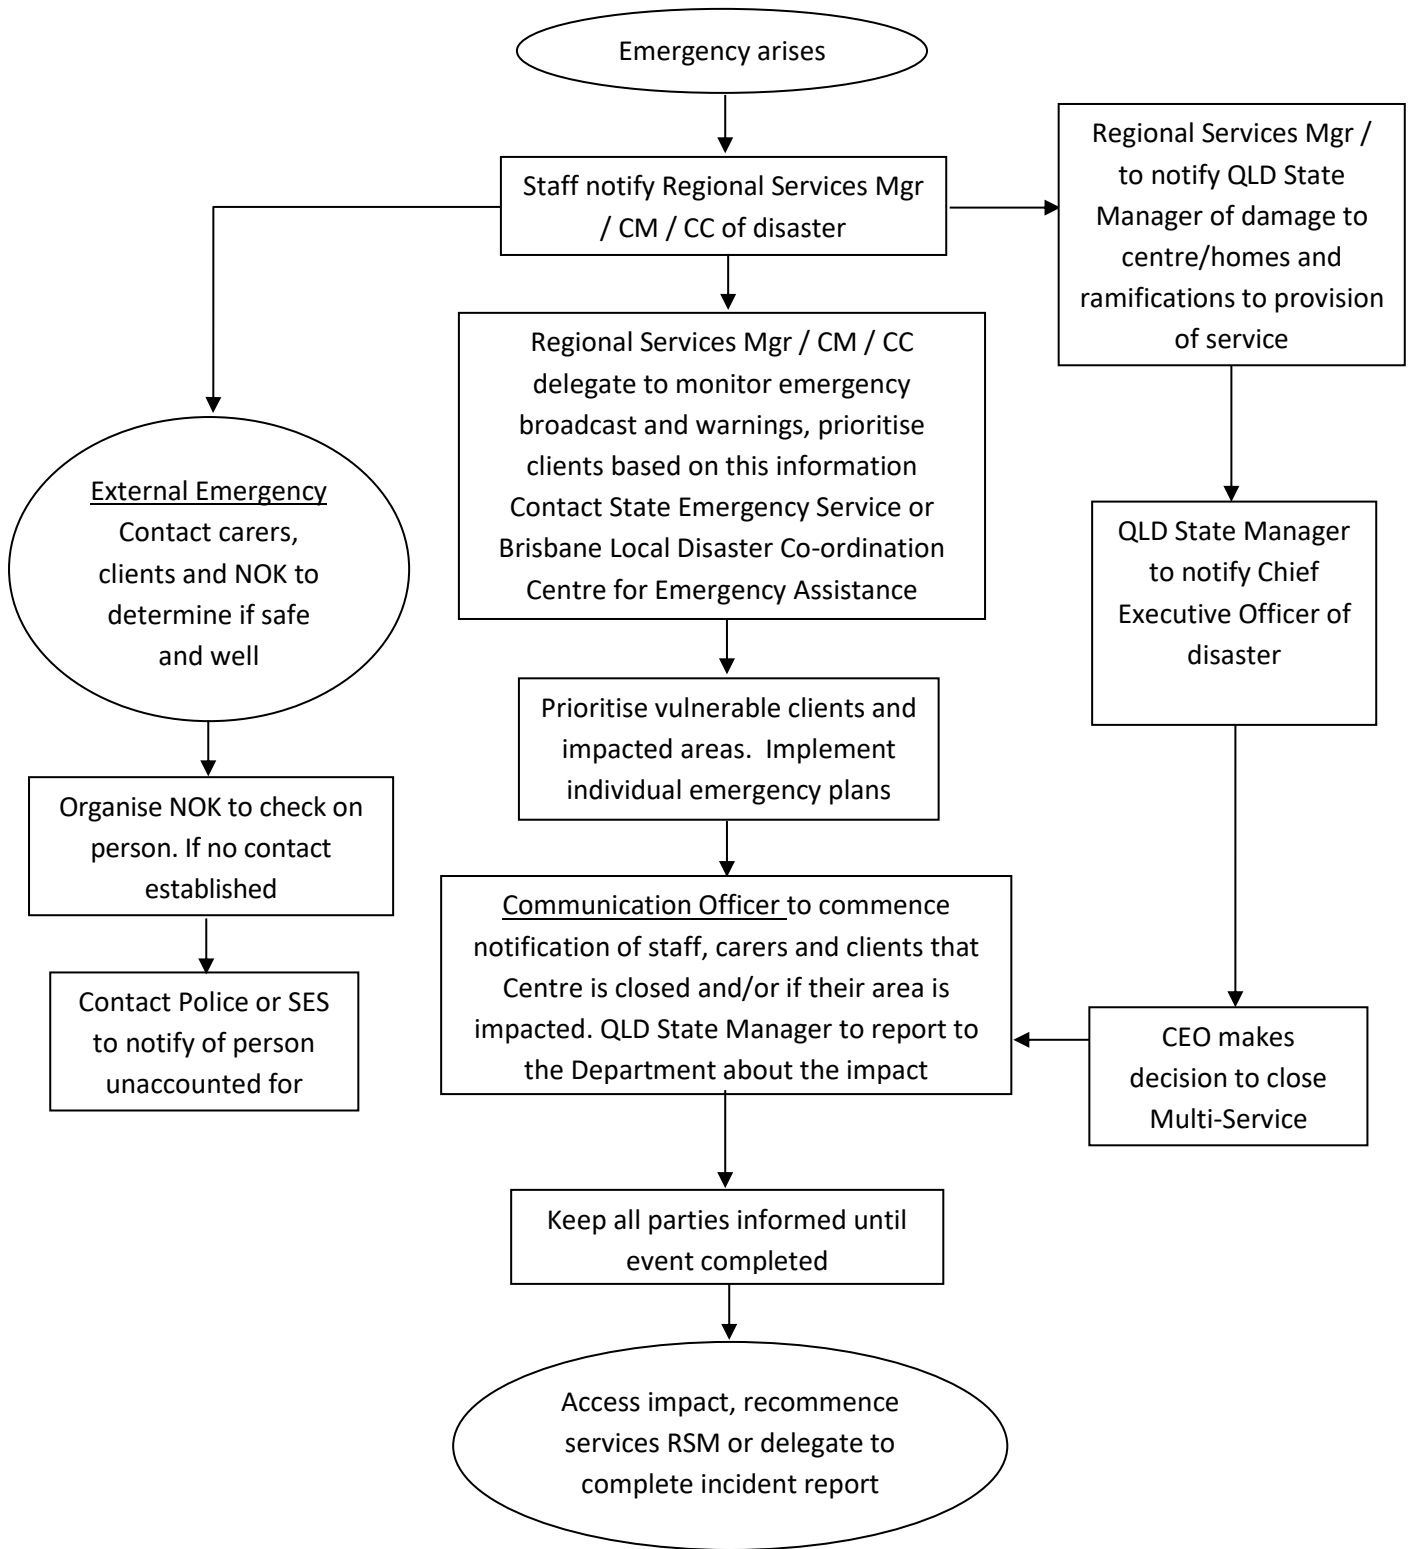 Emergency arises
Staff notify Regional Services Mgr
/ CM / CC of disaster
Regional Services Mgr /
to notify QLD State
Manager of damage to
centre/homes and
ramifications to provision
of service
Regional Services Mgr / CM / CC
delegate to monitor emergency
broadcast and warnings, prioritise
clients based on this information
Contact State Emergency Service or
Brisbane Local Disaster Co-ordination
Centre for Emergency Assistance
External Emergency
Contact carers,
clients and NOK to
determine if safe
and well
QLD State Manager
to notify Chief
Executive Officer of
disaster
Prioritise vulnerable clients and
impacted areas.  Implement
individual emergency plans
Organise NOK to check on
person. If no contact
established
Communication Officer to commence
notification of staff, carers and clients that
Centre is closed and/or if their area is
impacted. QLD State Manager to report to
the Department about the impact
Contact Police or SES
to notify of person
unaccounted for
CEO makes
decision to close
Multi-Service
Keep all parties informed until
event completed
Access impact, recommence
services RSM or delegate to
complete incident report